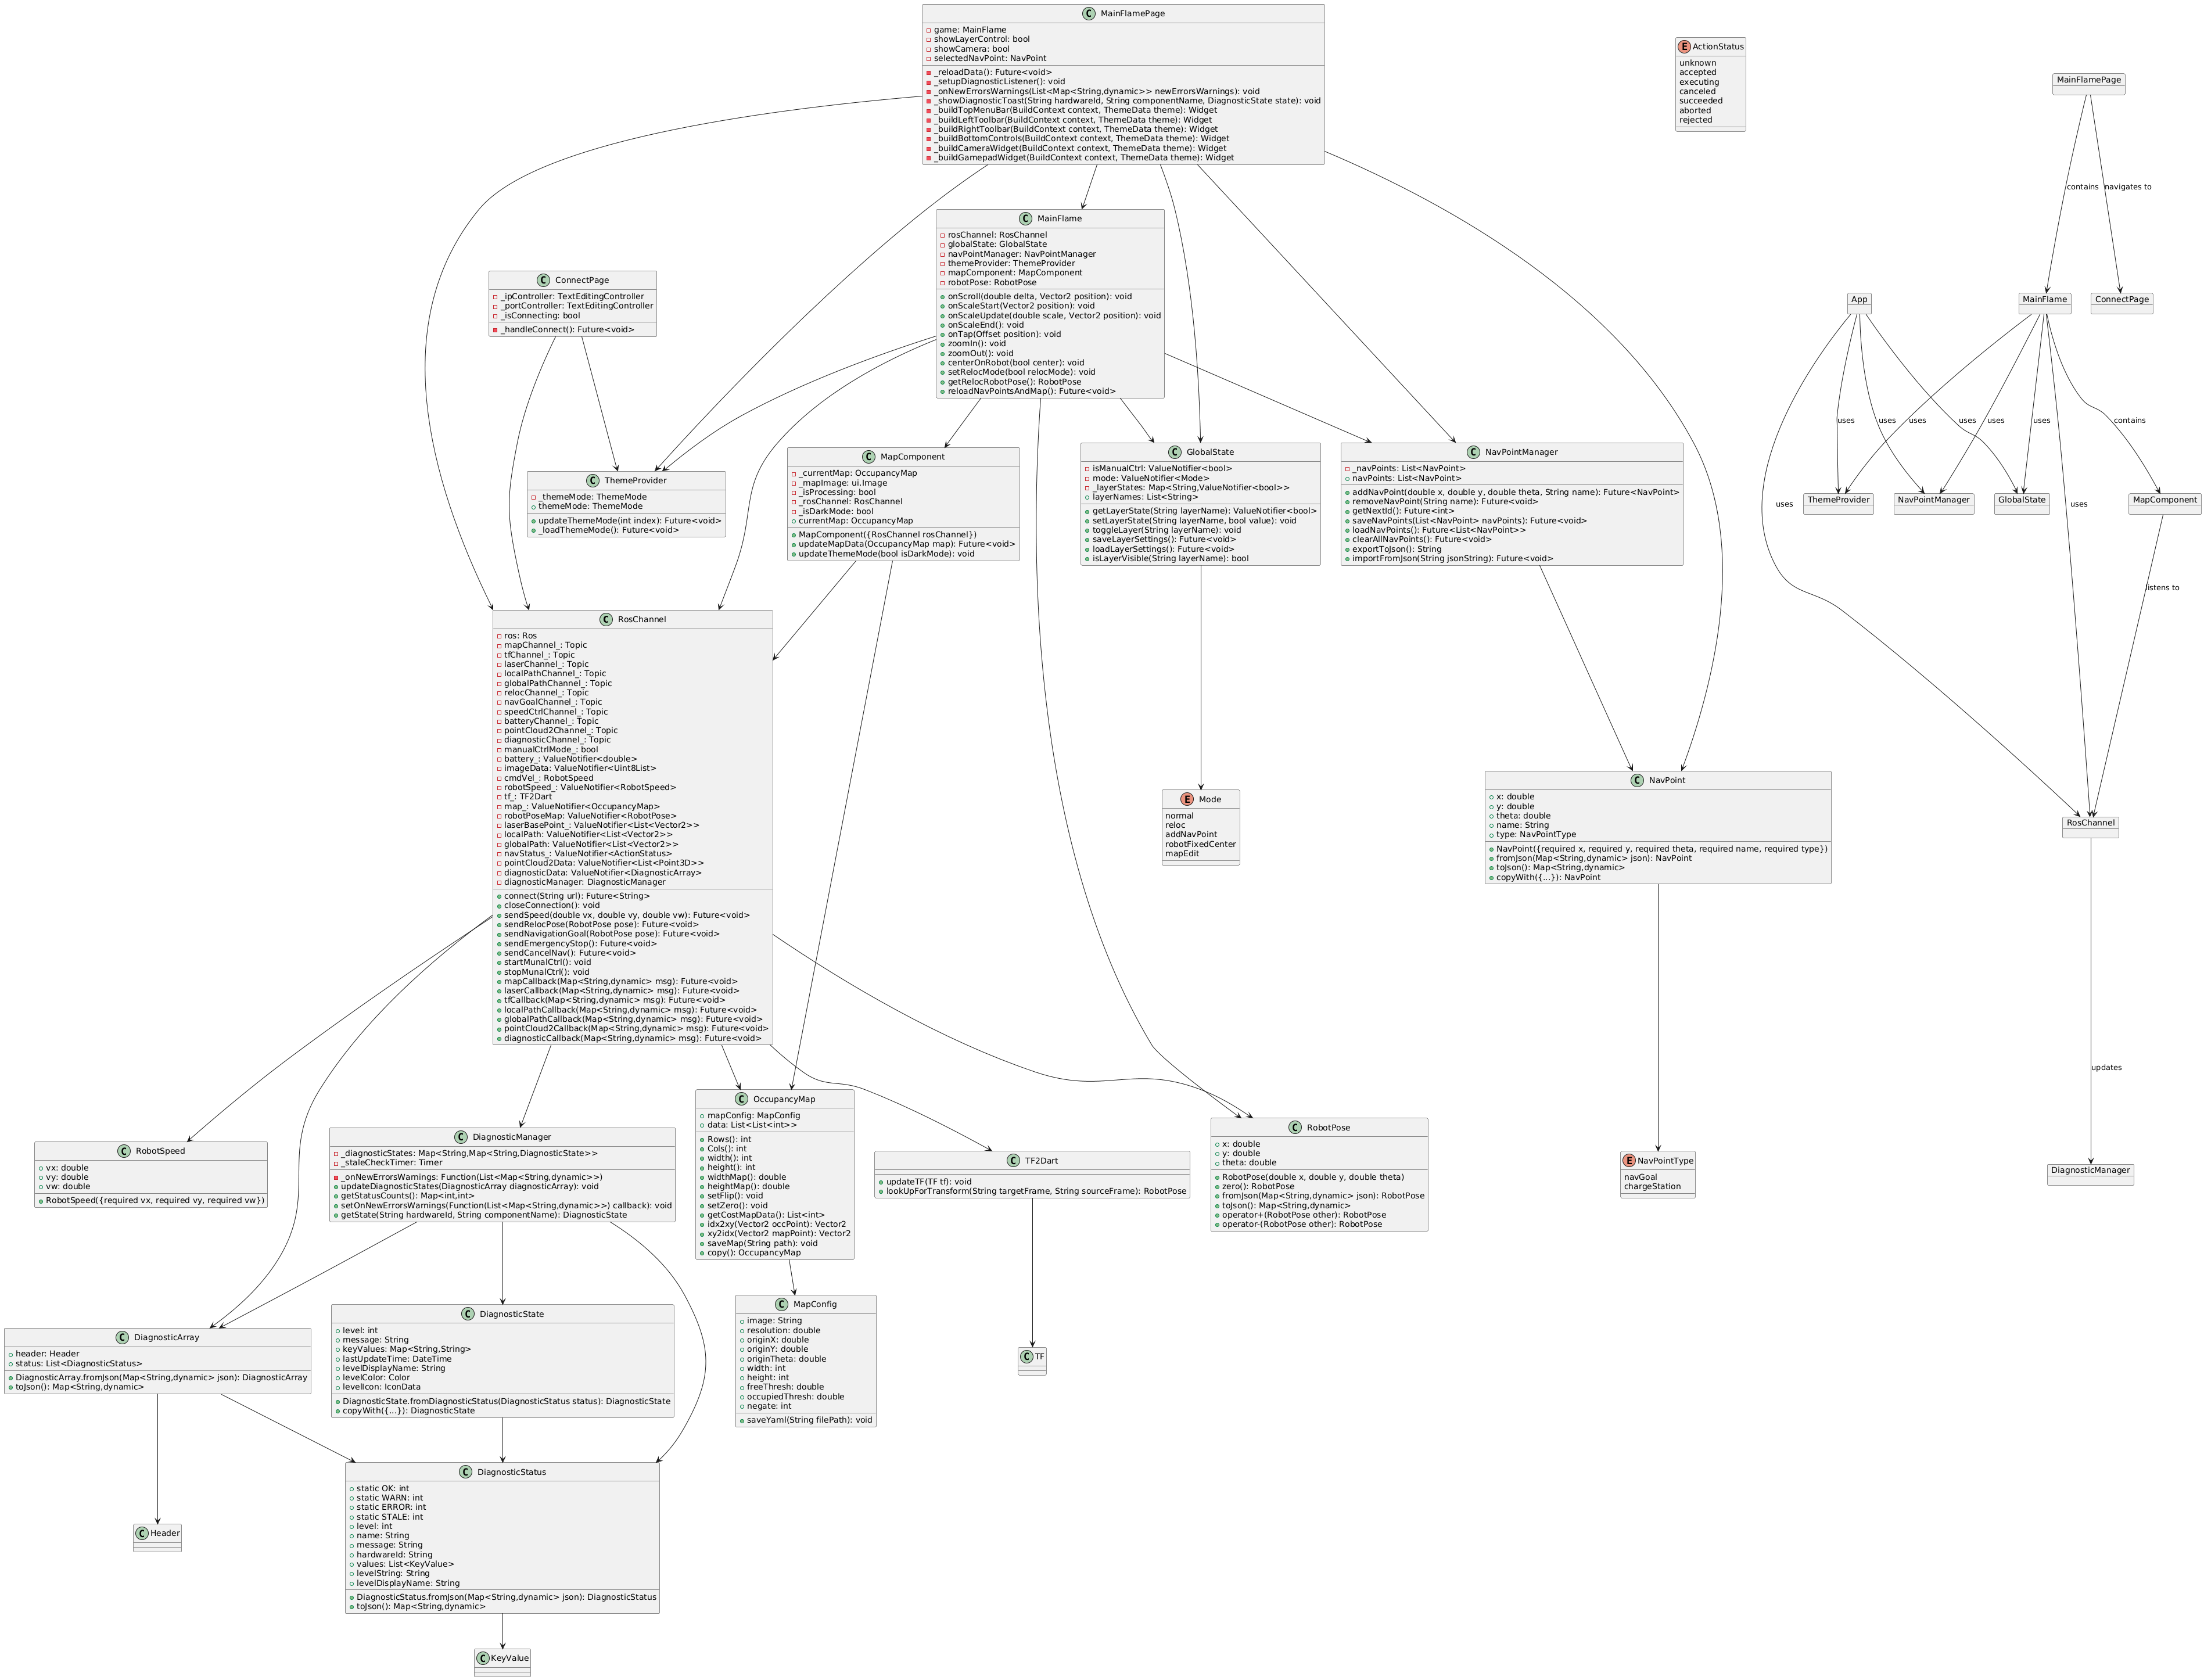 MainFlamePage
game: MainFlame
showLayerControl: bool
showCamera: bool
selectedNavPoint: NavPoint
_reloadData(): Future<void>
_setupDiagnosticListener(): void
_onNewErrorsWarnings(List<Map<String,dynamic>> newErrorsWarnings): void
_showDiagnosticToast(String hardwareId, String componentName, DiagnosticState state): void
_buildTopMenuBar(BuildContext context, ThemeData theme): Widget
_buildLeftToolbar(BuildContext context, ThemeData theme): Widget
_buildRightToolbar(BuildContext context, ThemeData theme): Widget
_buildBottomControls(BuildContext context, ThemeData theme): Widget
_buildCameraWidget(BuildContext context, ThemeData theme): Widget
_buildGamepadWidget(BuildContext context, ThemeData theme): Widget
ActionStatus
unknown
accepted
executing
canceled
succeeded
aborted
rejected
MainFlamePage
contains
navigates to
MainFlame
rosChannel: RosChannel
globalState: GlobalState
navPointManager: NavPointManager
themeProvider: ThemeProvider
mapComponent: MapComponent
robotPose: RobotPose
onScroll(double delta, Vector2 position): void
onScaleStart(Vector2 position): void
onScaleUpdate(double scale, Vector2 position): void
onScaleEnd(): void
onTap(Offset position): void
zoomIn(): void
zoomOut(): void
centerOnRobot(bool center): void
setRelocMode(bool relocMode): void
getRelocRobotPose(): RobotPose
reloadNavPointsAndMap(): Future<void>
ConnectPage
_ipController: TextEditingController
_portController: TextEditingController
_isConnecting: bool
_handleConnect(): Future<void>
App
MainFlame
ConnectPage
uses
uses
uses
uses
uses
uses
uses
uses
contains
ThemeProvider
_themeMode: ThemeMode
themeMode: ThemeMode
updateThemeMode(int index): Future<void>
_loadThemeMode(): Future<void>
MapComponent
_currentMap: OccupancyMap
_mapImage: ui.Image
_isProcessing: bool
_rosChannel: RosChannel
_isDarkMode: bool
currentMap: OccupancyMap
MapComponent({RosChannel rosChannel})
updateMapData(OccupancyMap map): Future<void>
updateThemeMode(bool isDarkMode): void
GlobalState
isManualCtrl: ValueNotifier<bool>
mode: ValueNotifier<Mode>
_layerStates: Map<String,ValueNotifier<bool>>
layerNames: List<String>
getLayerState(String layerName): ValueNotifier<bool>
setLayerState(String layerName, bool value): void
toggleLayer(String layerName): void
saveLayerSettings(): Future<void>
loadLayerSettings(): Future<void>
isLayerVisible(String layerName): bool
NavPointManager
_navPoints: List<NavPoint>
navPoints: List<NavPoint>
addNavPoint(double x, double y, double theta, String name): Future<NavPoint>
removeNavPoint(String name): Future<void>
getNextId(): Future<int>
saveNavPoints(List<NavPoint> navPoints): Future<void>
loadNavPoints(): Future<List<NavPoint>>
clearAllNavPoints(): Future<void>
exportToJson(): String
importFromJson(String jsonString): Future<void>
ThemeProvider
NavPointManager
GlobalState
MapComponent
listens to
RosChannel
ros: Ros
mapChannel_: Topic
tfChannel_: Topic
laserChannel_: Topic
localPathChannel_: Topic
globalPathChannel_: Topic
relocChannel_: Topic
navGoalChannel_: Topic
speedCtrlChannel_: Topic
batteryChannel_: Topic
pointCloud2Channel_: Topic
diagnosticChannel_: Topic
manualCtrlMode_: bool
battery_: ValueNotifier<double>
imageData: ValueNotifier<Uint8List>
cmdVel_: RobotSpeed
robotSpeed_: ValueNotifier<RobotSpeed>
tf_: TF2Dart
map_: ValueNotifier<OccupancyMap>
robotPoseMap: ValueNotifier<RobotPose>
laserBasePoint_: ValueNotifier<List<Vector2>>
localPath: ValueNotifier<List<Vector2>>
globalPath: ValueNotifier<List<Vector2>>
navStatus_: ValueNotifier<ActionStatus>
pointCloud2Data: ValueNotifier<List<Point3D>>
diagnosticData: ValueNotifier<DiagnosticArray>
diagnosticManager: DiagnosticManager
connect(String url): Future<String>
closeConnection(): void
sendSpeed(double vx, double vy, double vw): Future<void>
sendRelocPose(RobotPose pose): Future<void>
sendNavigationGoal(RobotPose pose): Future<void>
sendEmergencyStop(): Future<void>
sendCancelNav(): Future<void>
startMunalCtrl(): void
stopMunalCtrl(): void
mapCallback(Map<String,dynamic> msg): Future<void>
laserCallback(Map<String,dynamic> msg): Future<void>
tfCallback(Map<String,dynamic> msg): Future<void>
localPathCallback(Map<String,dynamic> msg): Future<void>
globalPathCallback(Map<String,dynamic> msg): Future<void>
pointCloud2Callback(Map<String,dynamic> msg): Future<void>
diagnosticCallback(Map<String,dynamic> msg): Future<void>
Mode
normal
reloc
addNavPoint
robotFixedCenter
mapEdit
NavPoint
x: double
y: double
theta: double
name: String
type: NavPointType
NavPoint({required x, required y, required theta, required name, required type})
fromJson(Map<String,dynamic> json): NavPoint
toJson(): Map<String,dynamic>
copyWith({...}): NavPoint
RosChannel
updates
RobotSpeed
vx: double
vy: double
vw: double
RobotSpeed({required vx, required vy, required vw})
DiagnosticManager
_diagnosticStates: Map<String,Map<String,DiagnosticState>>
_staleCheckTimer: Timer
_onNewErrorsWarnings: Function(List<Map<String,dynamic>>)
updateDiagnosticStates(DiagnosticArray diagnosticArray): void
getStatusCounts(): Map<int,int>
setOnNewErrorsWarnings(Function(List<Map<String,dynamic>>) callback): void
getState(String hardwareId, String componentName): DiagnosticState
OccupancyMap
mapConfig: MapConfig
data: List<List<int>>
Rows(): int
Cols(): int
width(): int
height(): int
widthMap(): double
heightMap(): double
setFlip(): void
setZero(): void
getCostMapData(): List<int>
idx2xy(Vector2 occPoint): Vector2
xy2idx(Vector2 mapPoint): Vector2
saveMap(String path): void
copy(): OccupancyMap
TF2Dart
updateTF(TF tf): void
lookUpForTransform(String targetFrame, String sourceFrame): RobotPose
RobotPose
x: double
y: double
theta: double
RobotPose(double x, double y, double theta)
zero(): RobotPose
fromJson(Map<String,dynamic> json): RobotPose
toJson(): Map<String,dynamic>
operator+(RobotPose other): RobotPose
operator-(RobotPose other): RobotPose
NavPointType
navGoal
chargeStation
DiagnosticManager
DiagnosticArray
header: Header
status: List<DiagnosticStatus>
DiagnosticArray.fromJson(Map<String,dynamic> json): DiagnosticArray
toJson(): Map<String,dynamic>
DiagnosticState
level: int
message: String
keyValues: Map<String,String>
lastUpdateTime: DateTime
levelDisplayName: String
levelColor: Color
levelIcon: IconData
DiagnosticState.fromDiagnosticStatus(DiagnosticStatus status): DiagnosticState
copyWith({...}): DiagnosticState
MapConfig
image: String
resolution: double
originX: double
originY: double
originTheta: double
width: int
height: int
freeThresh: double
occupiedThresh: double
negate: int
saveYaml(String filePath): void
TF
Header
DiagnosticStatus
static OK: int
static WARN: int
static ERROR: int
static STALE: int
level: int
name: String
message: String
hardwareId: String
values: List<KeyValue>
levelString: String
levelDisplayName: String
DiagnosticStatus.fromJson(Map<String,dynamic> json): DiagnosticStatus
toJson(): Map<String,dynamic>
KeyValue